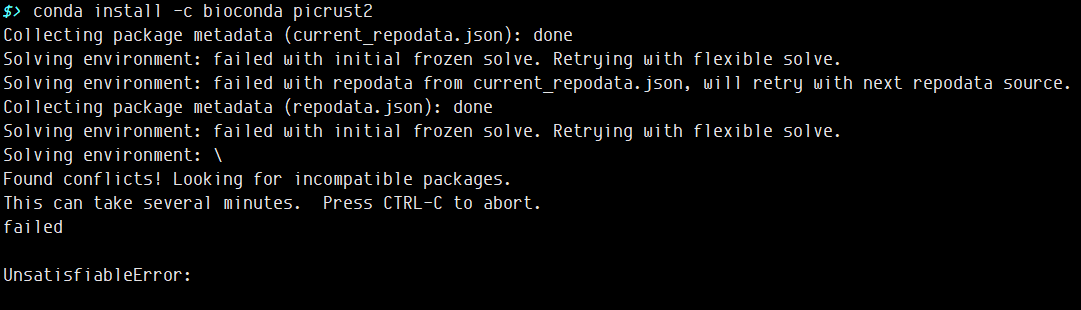 $> conda install -c bioconda picrust2
Collecting package metadata (current_repodata.json): done
Solving environment: failed with initial frozen solve. Retrying with flexible solve.
Solving environment: failed with repodata from current_repodata.json, will retry with next repodata source.
Collecting package metadata (repodata.json): done
Solving environment: failed with initial frozen solve. Retrying with flexible solve.
Solving environment: \
Found conflicts! Looking for incompatible packages.
This can take several minutes.  Press CTRL-C to abort.
failed
UnsatisfiableError: